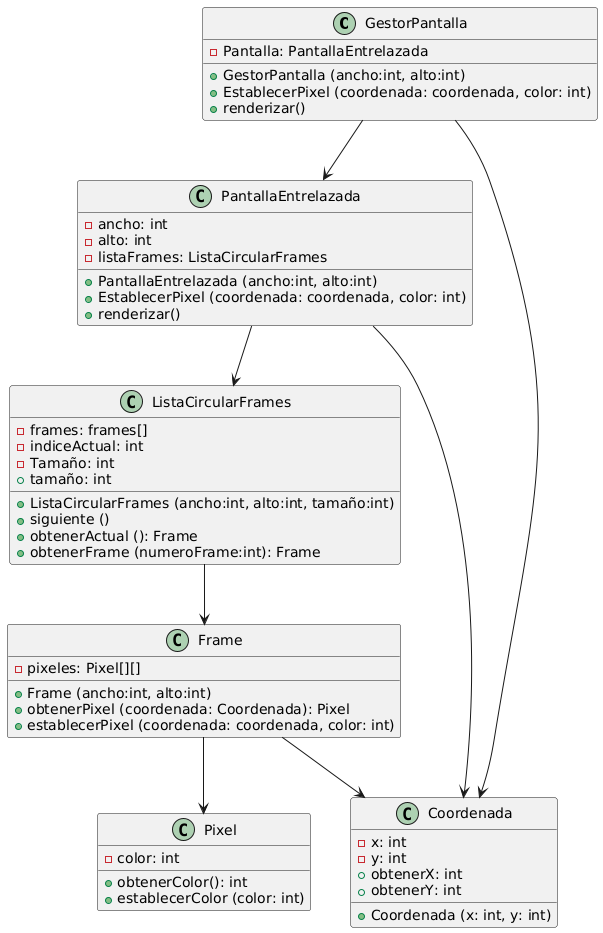 C GestorPantalla
Pantalla: PantallaEntrelazada
GestorPantalla (ancho:int, alto:int)
EstablecerPixel (coordenada: coordenada, color: int)
renderizar()
C PantallaEntrelazada
ancho: int
alto: int
listaFrames: ListaCircularFrames
PantallaEntrelazada (ancho:int, alto:int)
EstablecerPixel (coordenada: coordenada, color: int)
renderizar()
C ListaCircularFrames
frames: frames[]
indiceActual: int
Tamaño: int
tamaño: int
ListaCircularFrames (ancho:int, alto:int, tamaño:int)
siguiente ()
obtenerActual (): Frame
obtenerFrame (numeroFrame:int): Frame
C Frame
pixeles: Pixel[][]
Frame (ancho:int, alto:int)
obtenerPixel (coordenada: Coordenada): Pixel
establecerPixel (coordenada: coordenada, color: int)
C Pixel
color: int
obtenerColor(): int
establecerColor (color: int)
C Coordenada
x: int
y: int
obtenerX: int
obtenerY: int
Coordenada (x: int, y: int)